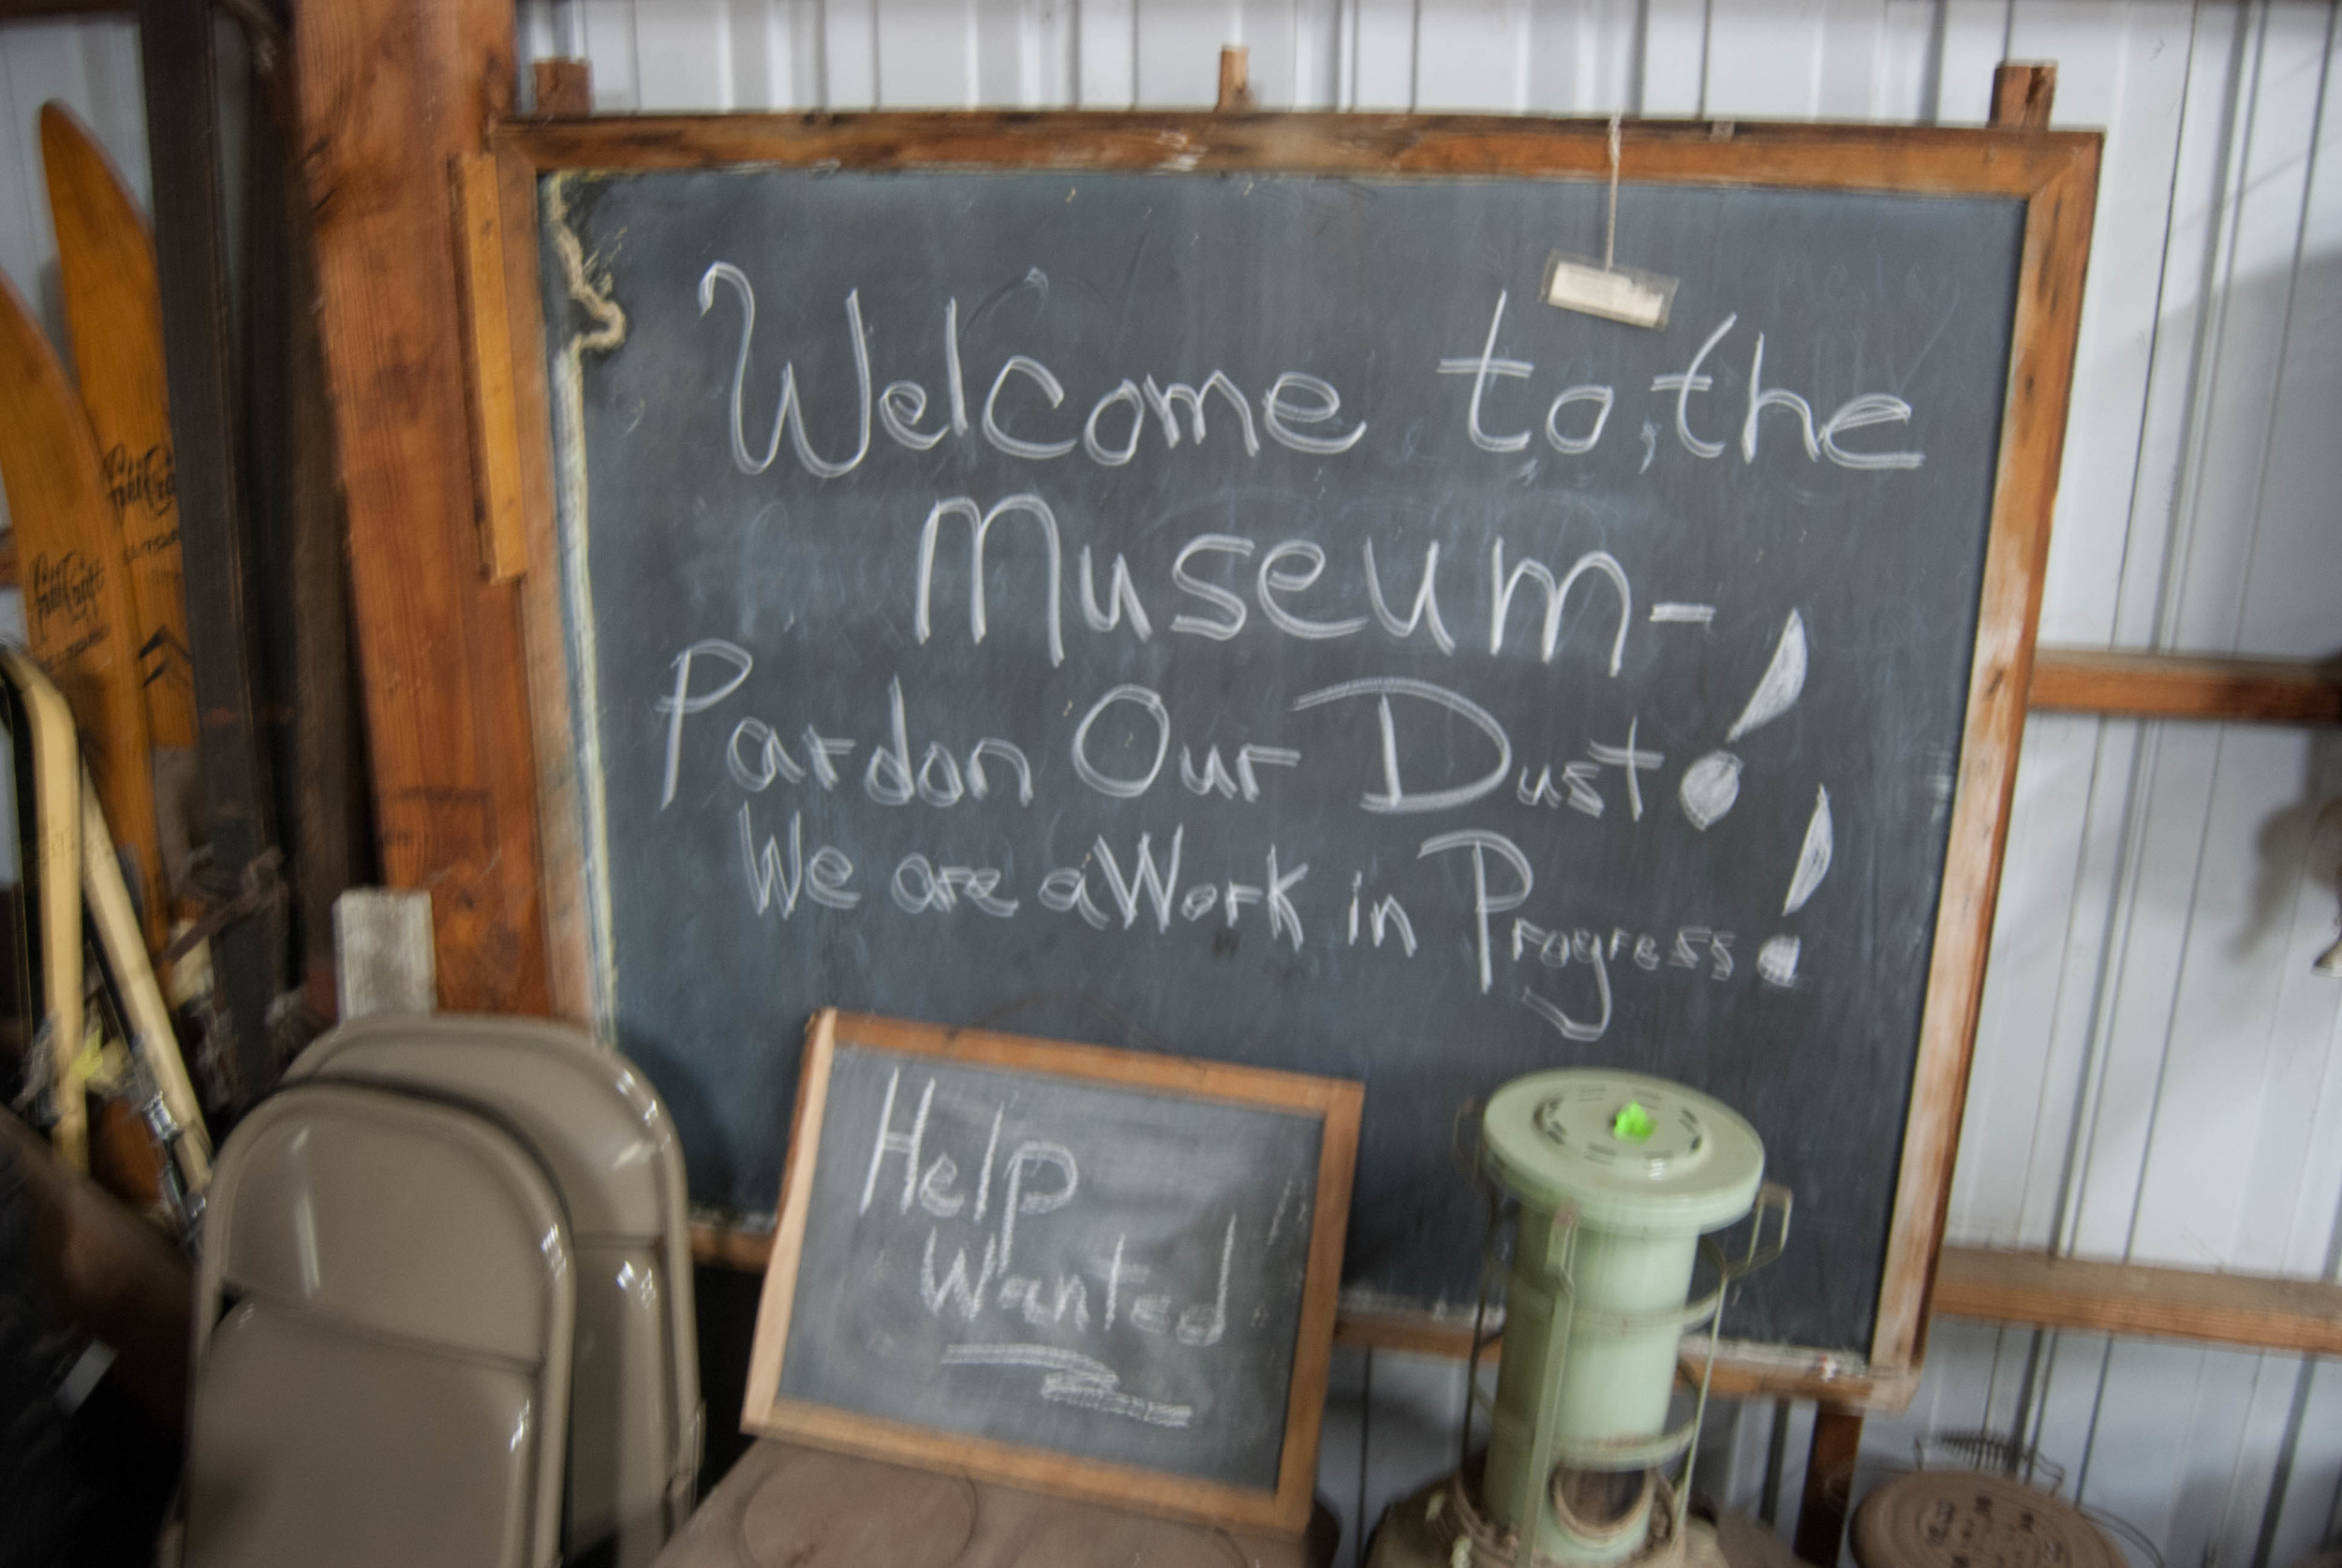 Welcome to the
Museum-
Pardon Our Dust!
We are a Work in Progress!
Help
Wanted